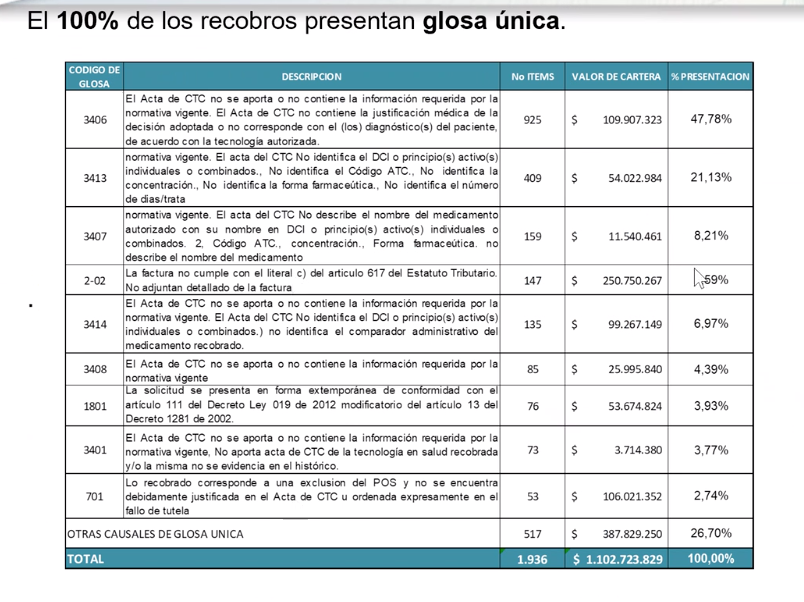 El 100% de los recobros presentan glosa única.
CODIGO DE GLOSA DESCRIPCION No ITEMS VALOR DE CARTERA % PRESENTACION
El Acta de CTC no se aporta o no contiene la información requerida por la
normativa vigente. El Acta de CTC no contiene la justificación médica de la
decisión adoptada o no corresponde con el (los) diagnóstico(s) del paciente,
de acuerdo con la tecnología autorizada.
3406 925 $ 109.907.323 47,78%
normativa vigente. El acta del CTC No identifica el DCI o principio(s) activo(s)
individuales o combinados., No identifica el Código ATC., No identifica la
concentración., No identifica la forma farmaceútica., No identifica el número
de dias/trata
3413 409 $ 54.022.984 21,13%
normativa vigente. El acta del CTC No describe el nombre del medicamento
autorizado con su nombre en DCI o principio(s) activo(s) individuales o
combinados. 2, Código ATC., concentración., Forma farmaceútica. no
describe el nombre del medicamento
3407 159 $ 11.540.461 8,21%
La factura no cumple con el literal c) del articulo 617 del Estatuto Tributario.
No adjuntan detallado de la factura
2-02 147 $ 250.750.267 59%
El Acta de CTC no se aporta o no contiene la información requerida por la
normativa vigente. El Acta del CTC No identifica el DCI o principio(s) activo(s)
individuales o combinados.) no identifica el comparador administrativo del
medicamento recobrado.
3414 135 $ 99.267.149 6,97%
El Acta de CTC no se aporta o no contiene la información requerida por la
normativa vigente
3408 85 $ 25.995.840 4,39%
La solicitud se presenta en forma extemporánea de conformidad con el
artículo 111 del Decreto Ley 019 de 2012 modificatorio del artículo 13 del
Decreto 1281 de 2002.
1801 76 $ 53.674.824 3,93%
El Acta de CTC no se aporta o no contiene la información requerida por la
normativa vigente, No aporta acta de CTC de la tecnología en salud recobrada
y/o la misma no se evidencia en el histórico.
3401 73 $ 3.714.380 3,77%
Lo recobrado corresponde a una exclusion del POS y no se encuentra
debidamente justificada en el Acta de CTC u ordenada expresamente en el
fallo de tutela
701 53 $ 106.021.352 2,74%
OTRAS CAUSALES DE GLOSA UNICA 517 $ 387.829.250 26,70%
TOTAL 1.936 $ 1.102.723.829 100,00%